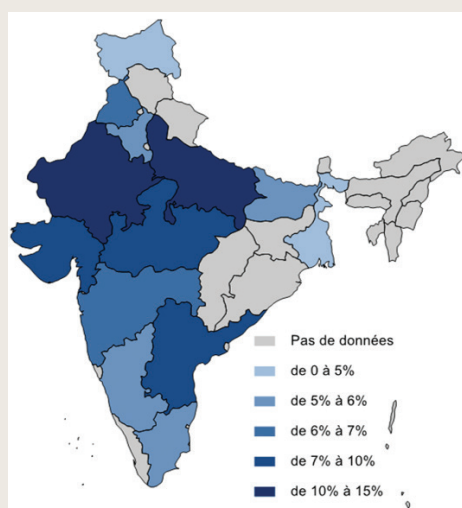 Pas de données
de 0 à 5%
de 5% à 6%
de 6% à 7%
de 7% à 10%
de 10% à 15%